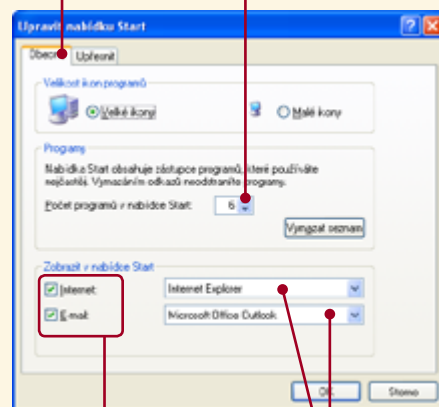 Upravit nabídku Start
Obecné Upřesnit
Velikost ikon programů
Velké ikony Malé ikony
Programy
Nabídka Start obsahuje zástupce programů, které používáte
nejčastěji. Vymazáním odkazů neodstraníte programy.
Počet programů v nabídce Start: 6
Vymazat seznam
Zobrazit v nabídce Start
Internet: Internet Explorer
E-mail: Microsoft Office Outlook
OK Storno